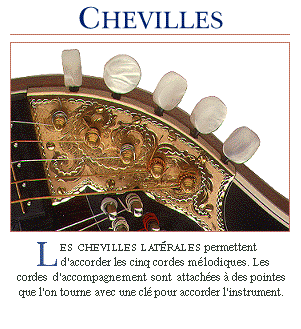 CHEVILLES
LES CHEVILLES LATÉRALES permettent
d'accorder les cinq cordes mélodiques. Les
cordes d'accompagnement sont attachées à des pointes
que l'on tourne avec une clé pour accorder l'instrument.